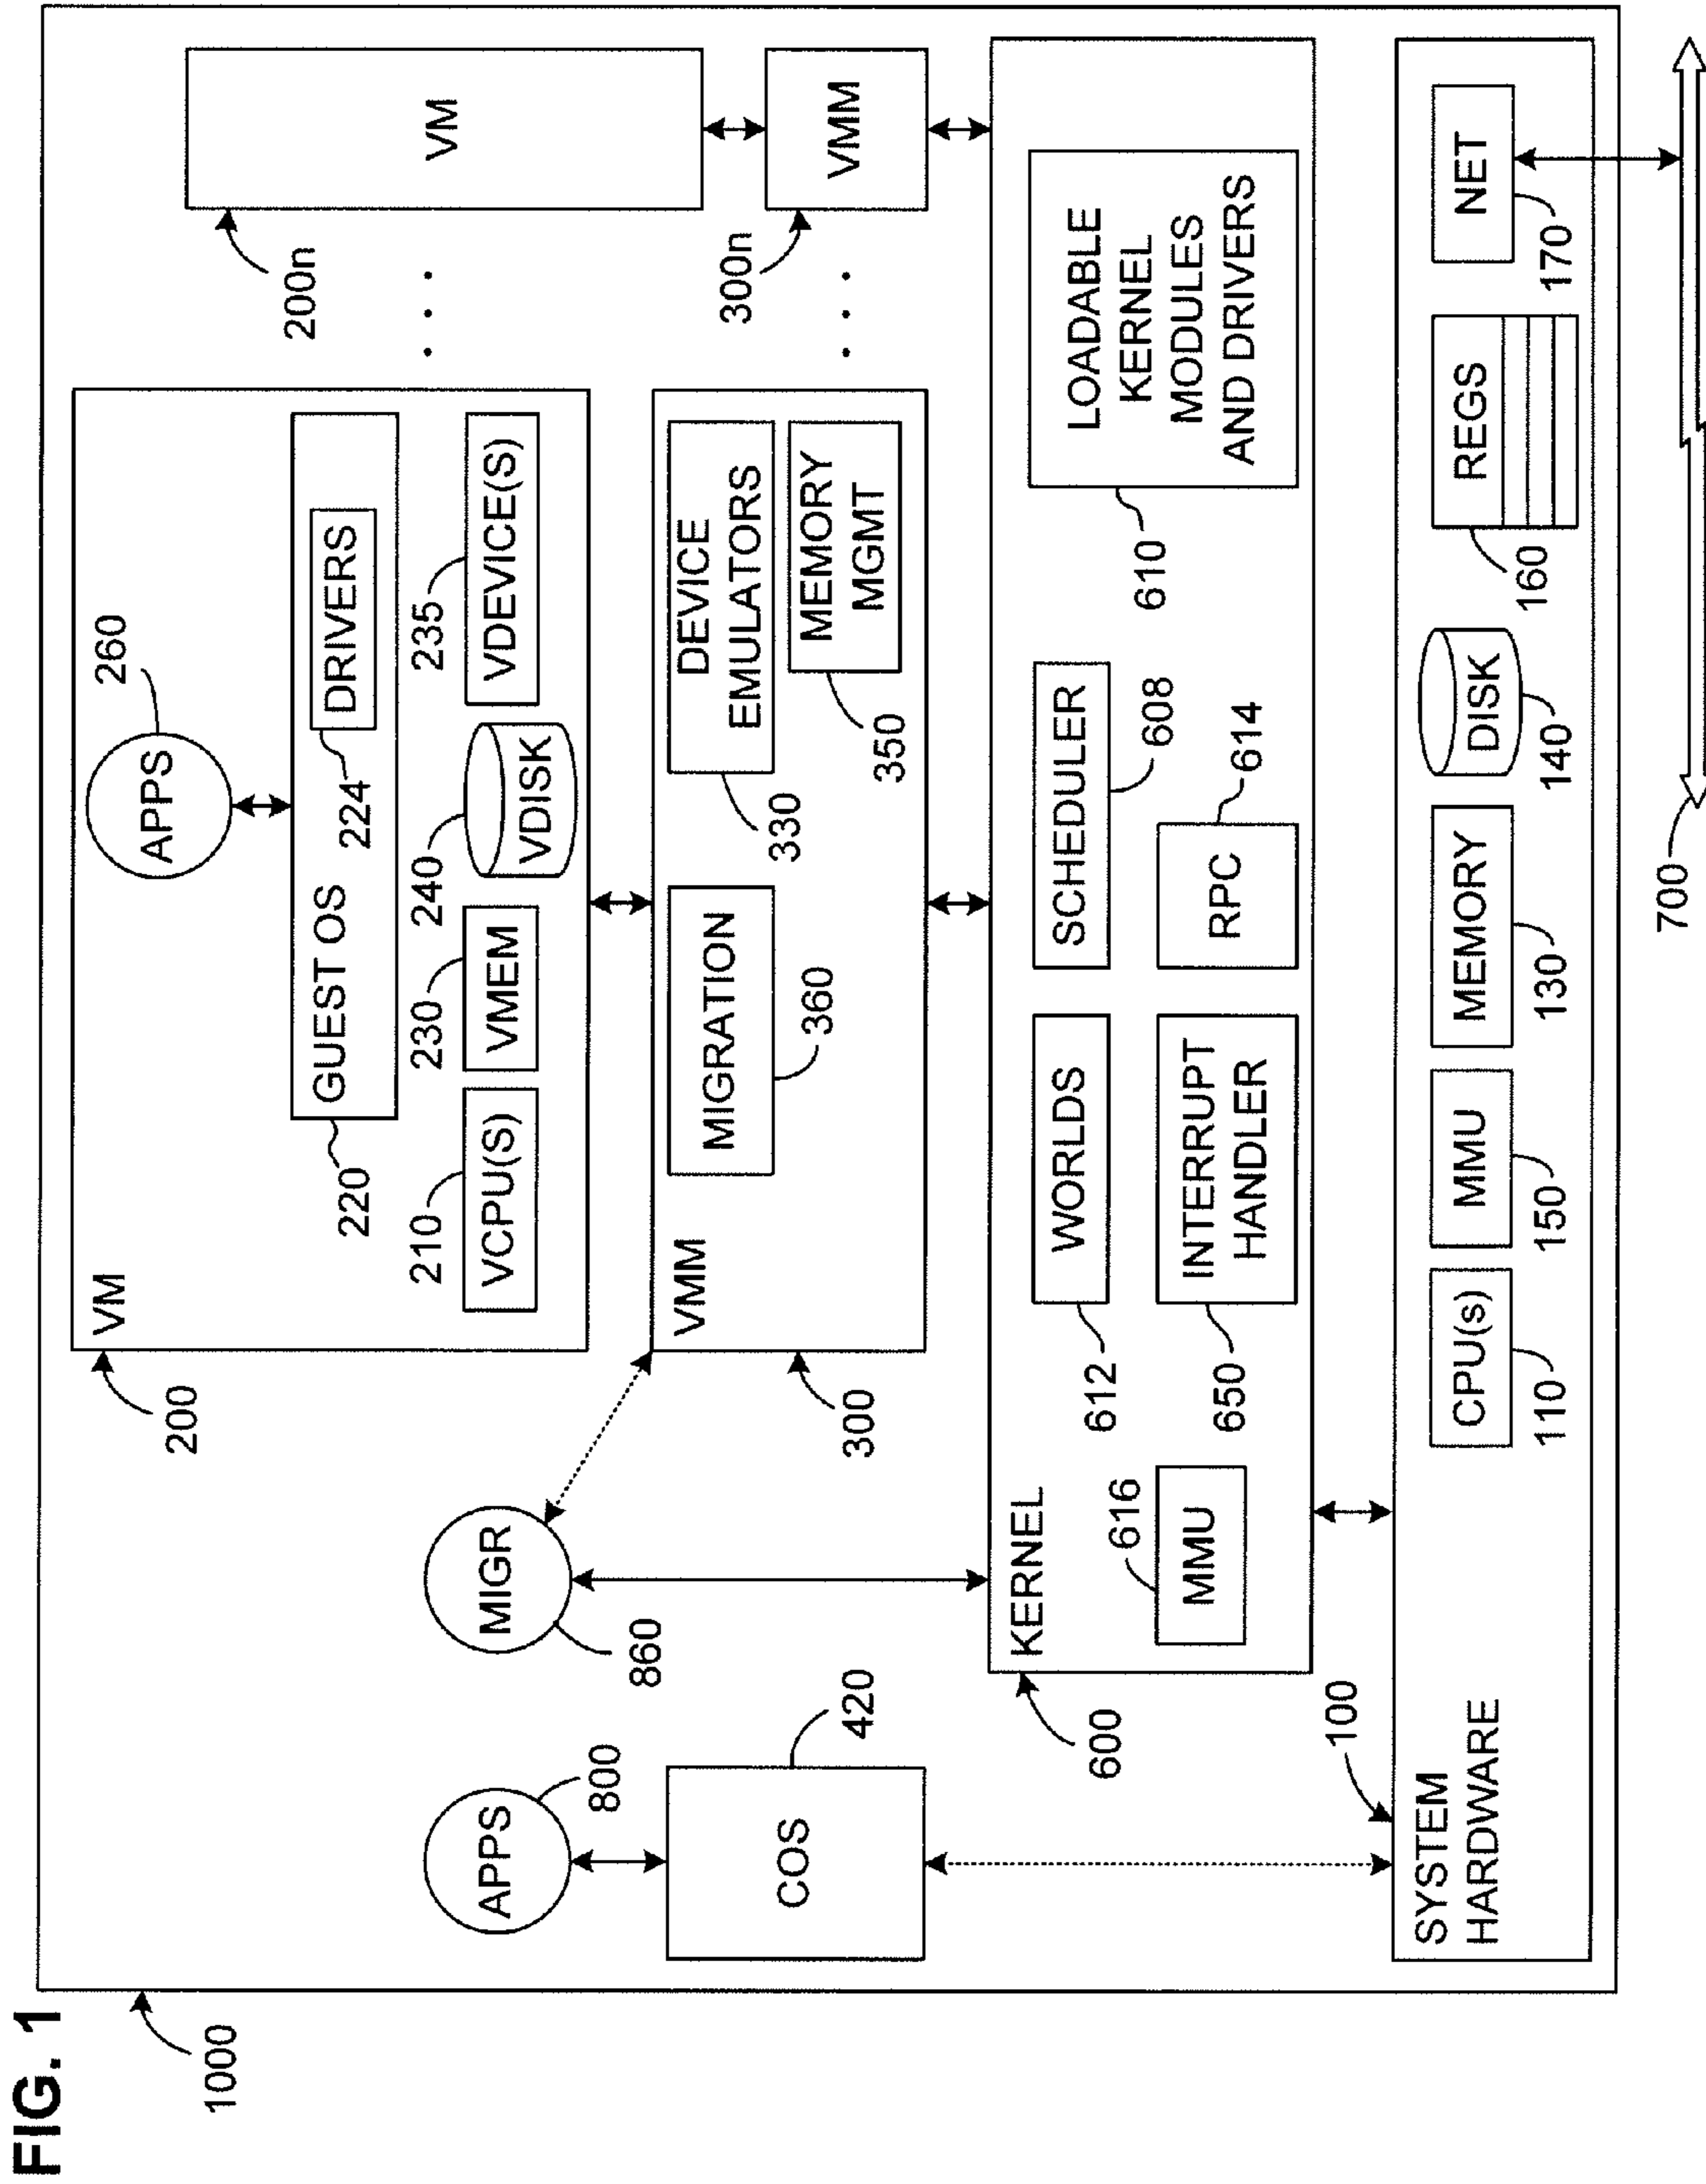 FIG. 1
1000
APPS
800
COS
420
MIGR
860
200
VM
APPS
260
GUEST OS
220
DRIVERS
224
210
VCPU(S)
230
VMEM
240
VDISK
235
VDEVICE(S)
200n
VM
. . .
300
VMM
MIGRATION
360
DEVICE
EMULATORS
330
MEMORY
MGMT
350
300n
VMM
. . .
600
KERNEL
616
MMU
612
WORLDS
650
INTERRUPT
HANDLER
SCHEDULER
608
RPC
614
610
LOADABLE
KERNEL
MODULES
AND DRIVERS
100
SYSTEM
HARDWARE
CPU(s)
110
MMU
150
MEMORY
130
DISK
140
REGS
160
NET
170
700